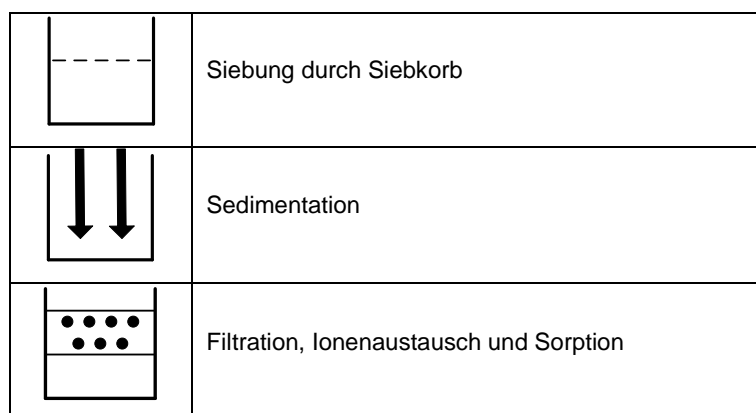 Siebung durch Siebkorb
Sedimentation
Filtration, Ionenaustausch und Sorption